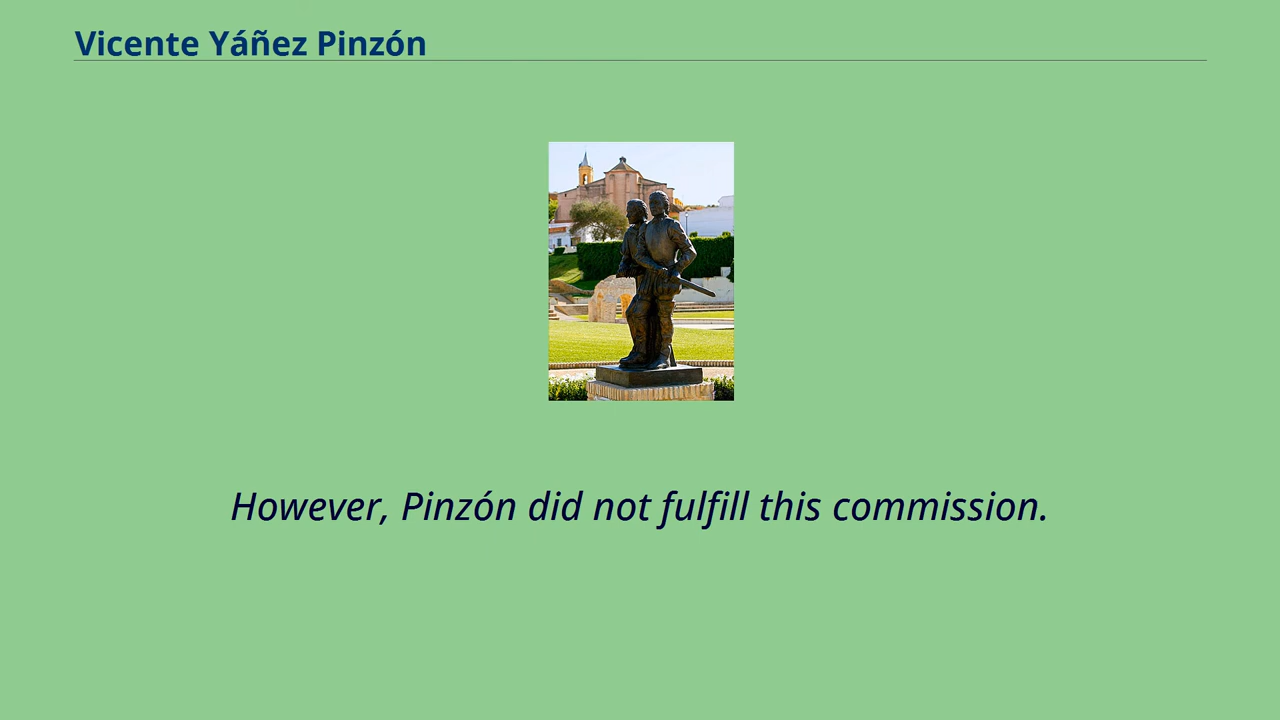 Vicente Yáñez Pinzón
However, Pinzón did not fulfill this commission.